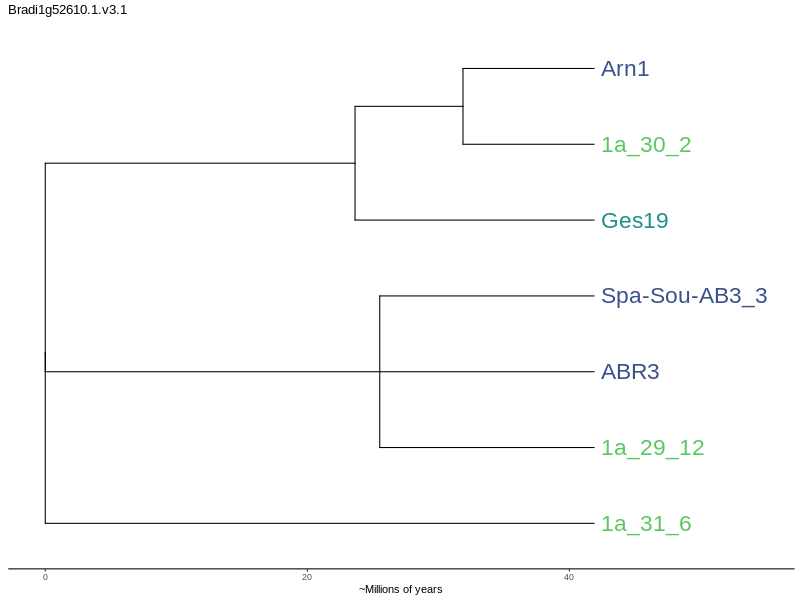 Bradi1g52610.1.v3.1
Arn1
1a_30_2
Ges19
Spa-Sou-AB3_3
ABR3
1a_29_12
1a_31_6
0 20 40
~Millions of years